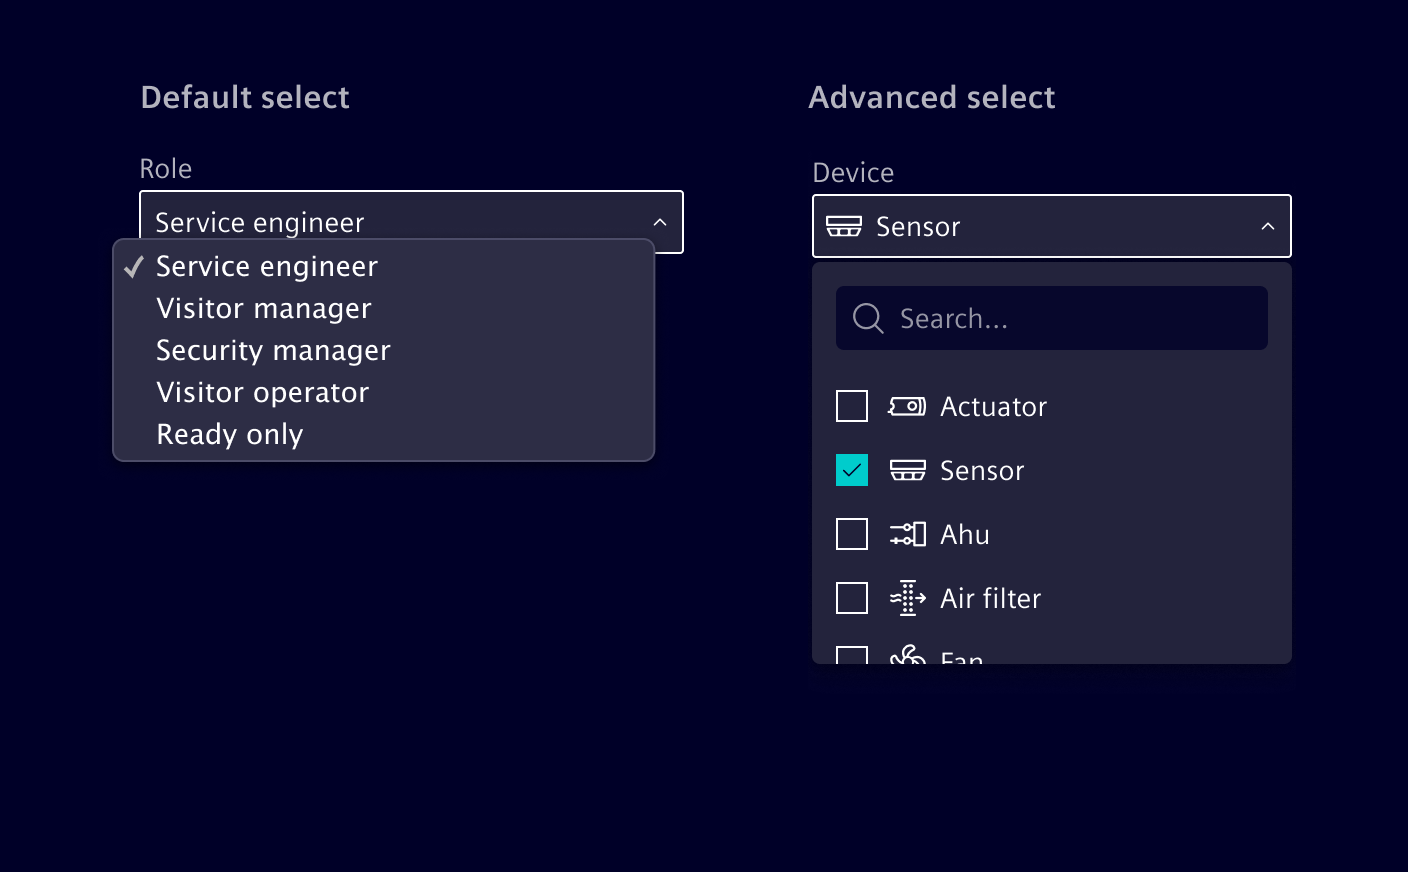 Default select
Role
Service engineer
Service engineer
Visitor manager
Security manager
Visitor operator
Ready only
Advanced select
Device
Sensor
Search...
Actuator
Sensor
Ahu
Air filter
Fan